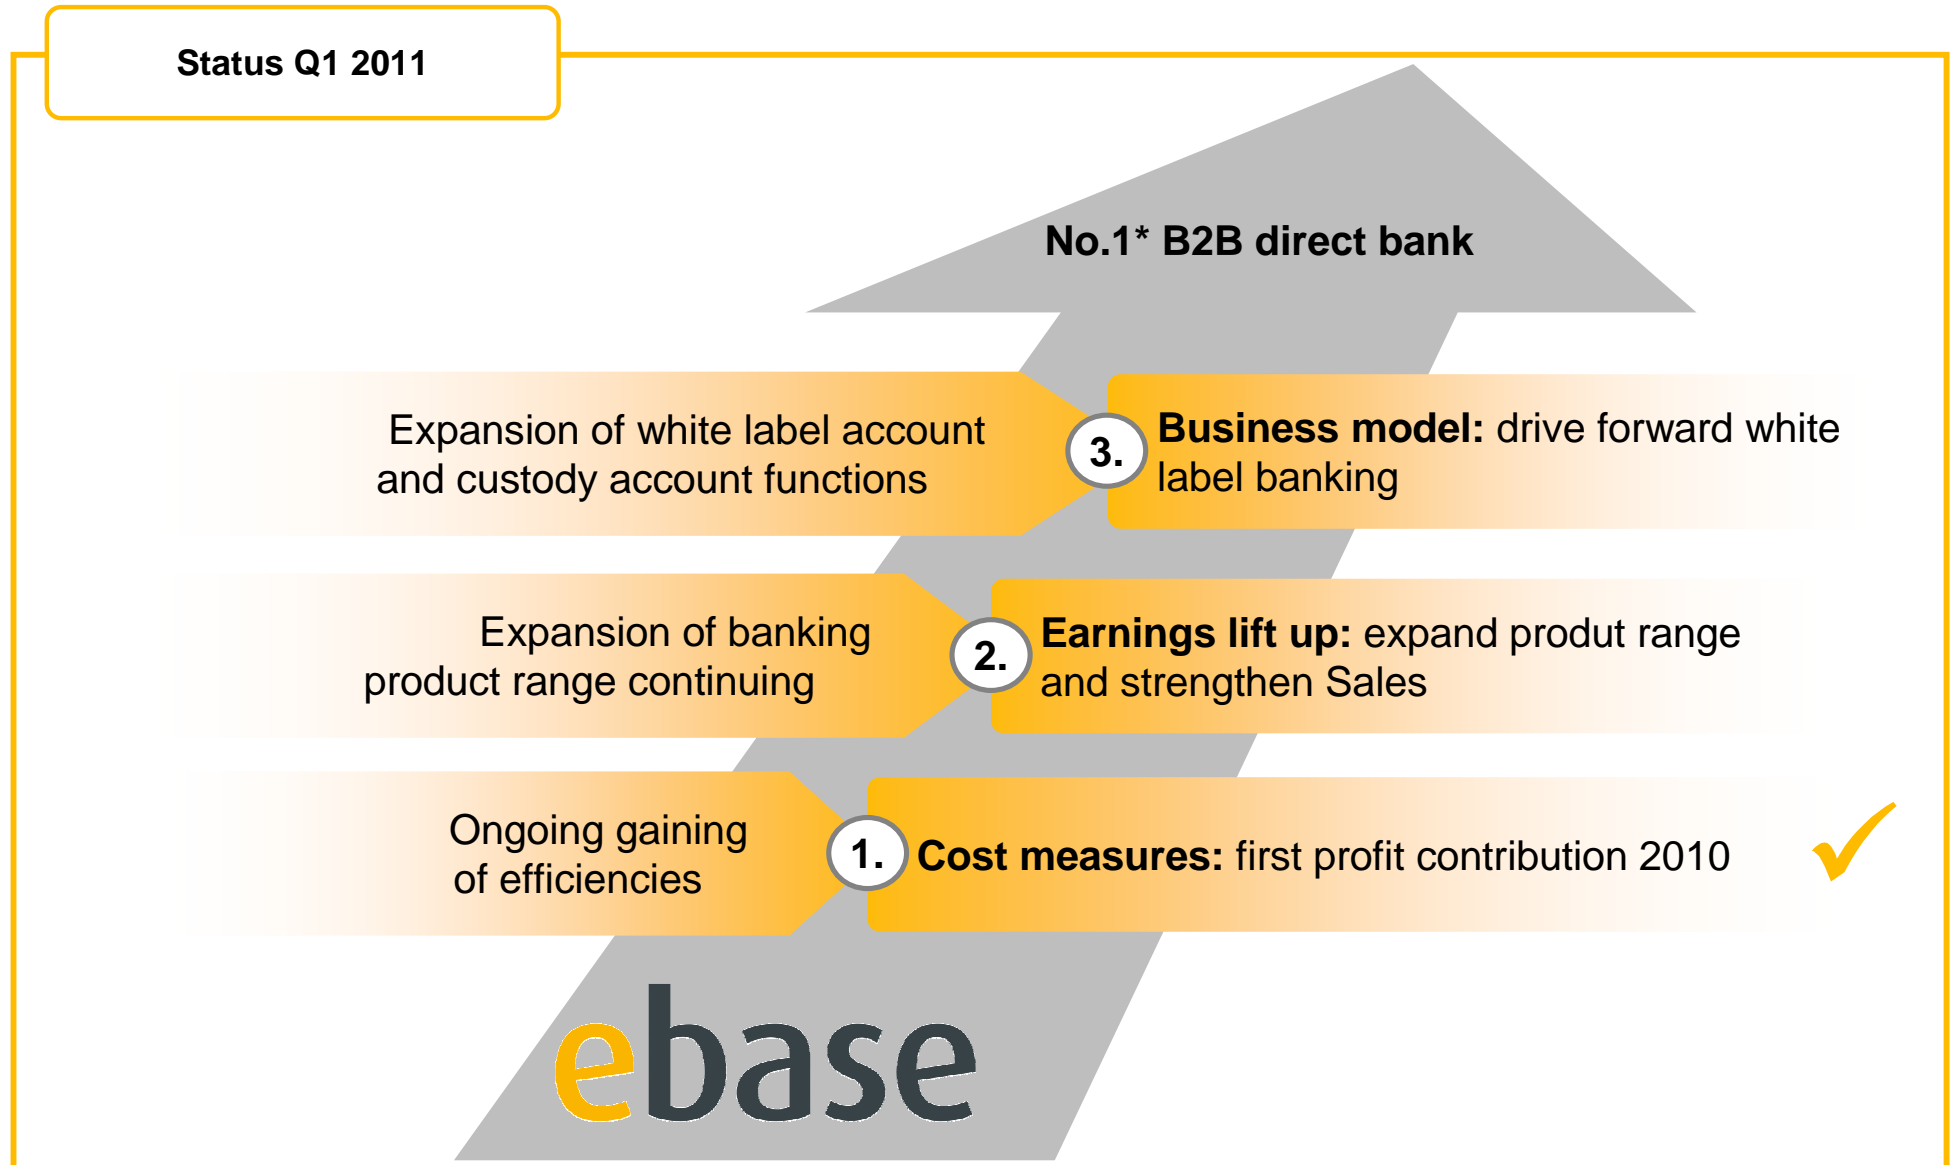 Status Q1 2011
No.1* B2B direct bank
Expansion of white label account
and custody account functions
3.
Business model: drive forward white
label banking
Expansion of banking
product range continuing
2.
Earnings lift up: expand produt range
and strengthen Sales
Ongoing gaining
of efficiencies
1.
Cost measures: first profit contribution 2010
ebase